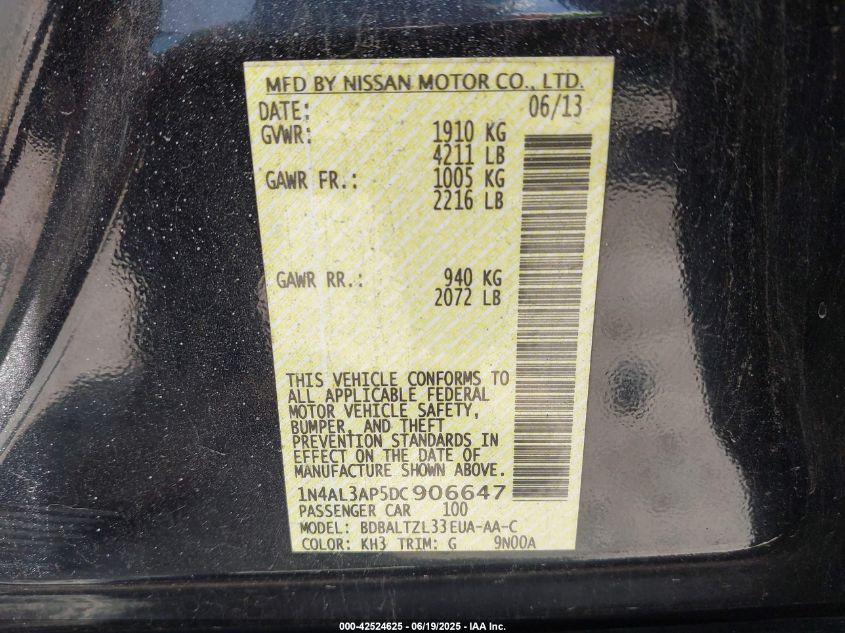 MFD BY NISSAN MOTOR CO., LTD.
DATE: 06/13
GVWR: 1910 KG
4211 LB
GAWR FR.: 1005 KG
2216 LB
GAWR RR.: 940 KG
2072 LB
THIS VEHICLE CONFORMS TO
ALL APPLICABLE FEDERAL
MOTOR VEHICLE SAFETY,
BUMPER, AND THEFT
PREVENTION STANDARDS IN
EFFECT ON THE DATE OF
MANUFACTURE SHOWN ABOVE.
1N4AL3AP5DC906647
PASSENGER CAR 100
MODEL: BDBALTZL33EUA-AA-C
COLOR: KH3 TRIM: G 9N00A
000-42524625 - 06/19/2025 - IAA Inc.